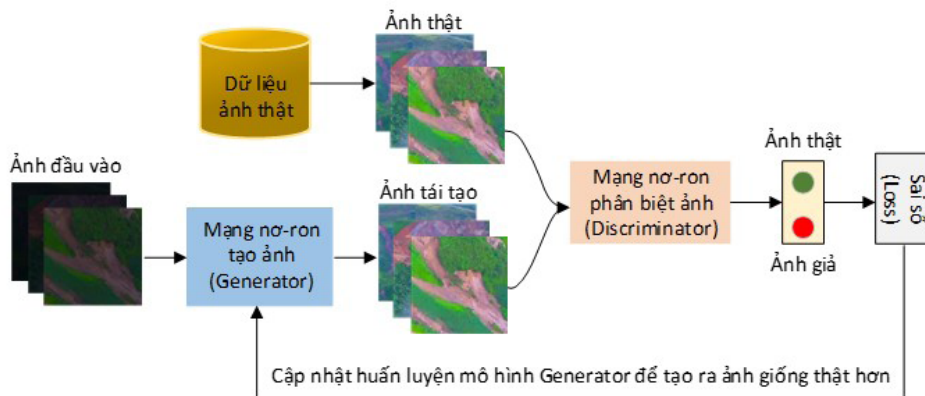 Ảnh thật
Dữ liệu
ảnh thật
Ảnh đầu vào
Mạng nơ-ron
tạo ảnh
(Generator)
Ảnh tái tạo
Mạng nơ-ron
phân biệt ảnh
(Discriminator)
Ảnh thật
Ảnh giả
Sai số
(Loss)
Cập nhật huấn luyện mô hình Generator để tạo ra ảnh giống thật hơn